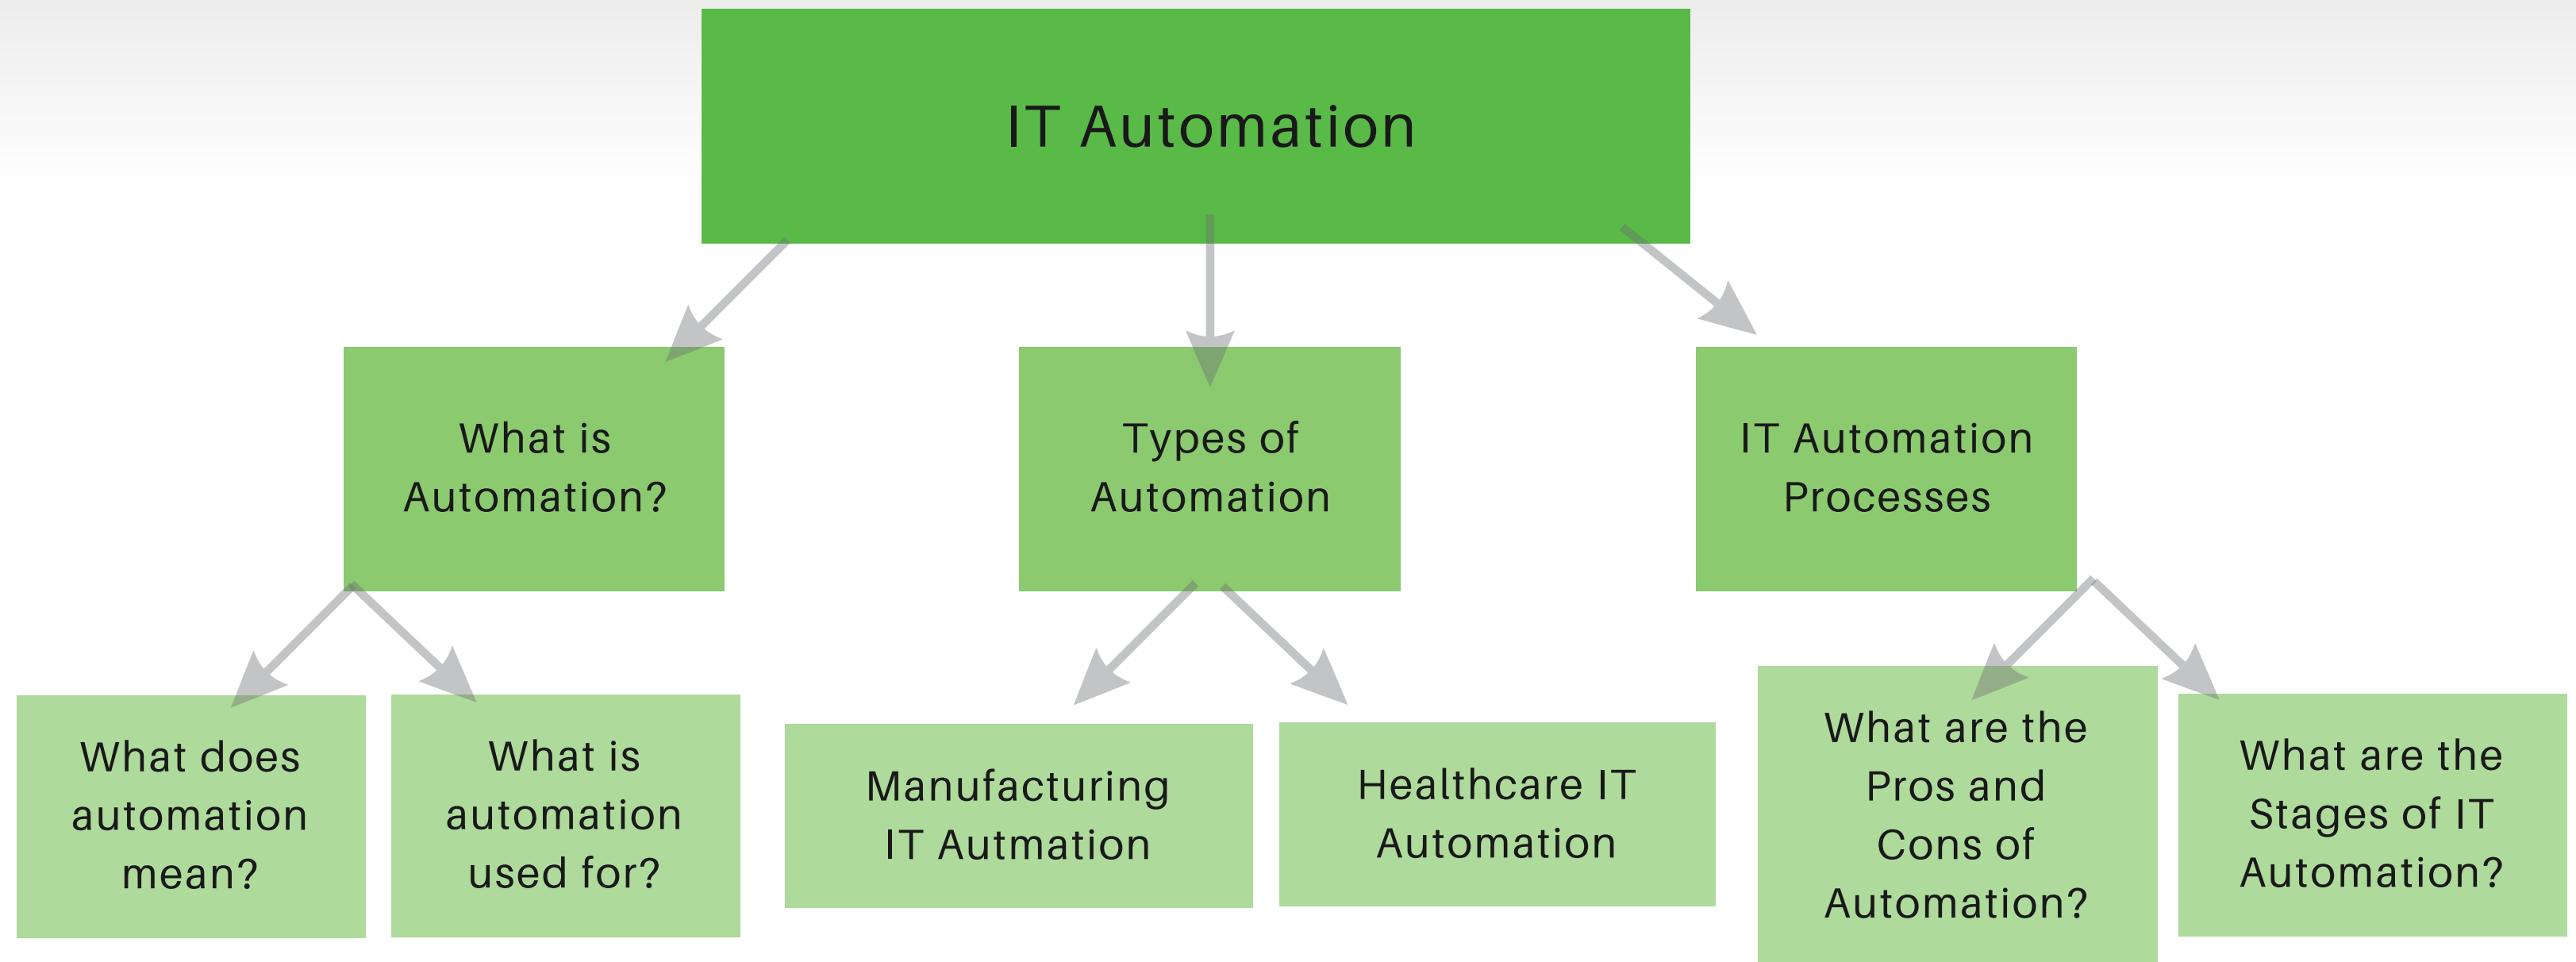 IT Automation
What is
Automation?
Types of
Automation
IT Automation
Processes
What does
automation
mean?
What is
automation
used for?
Manufacturing
IT Autmation
Healthcare IT
Automation
What are the
Pros and
Cons of
Automation?
What are the
Stages of IT
Automation?